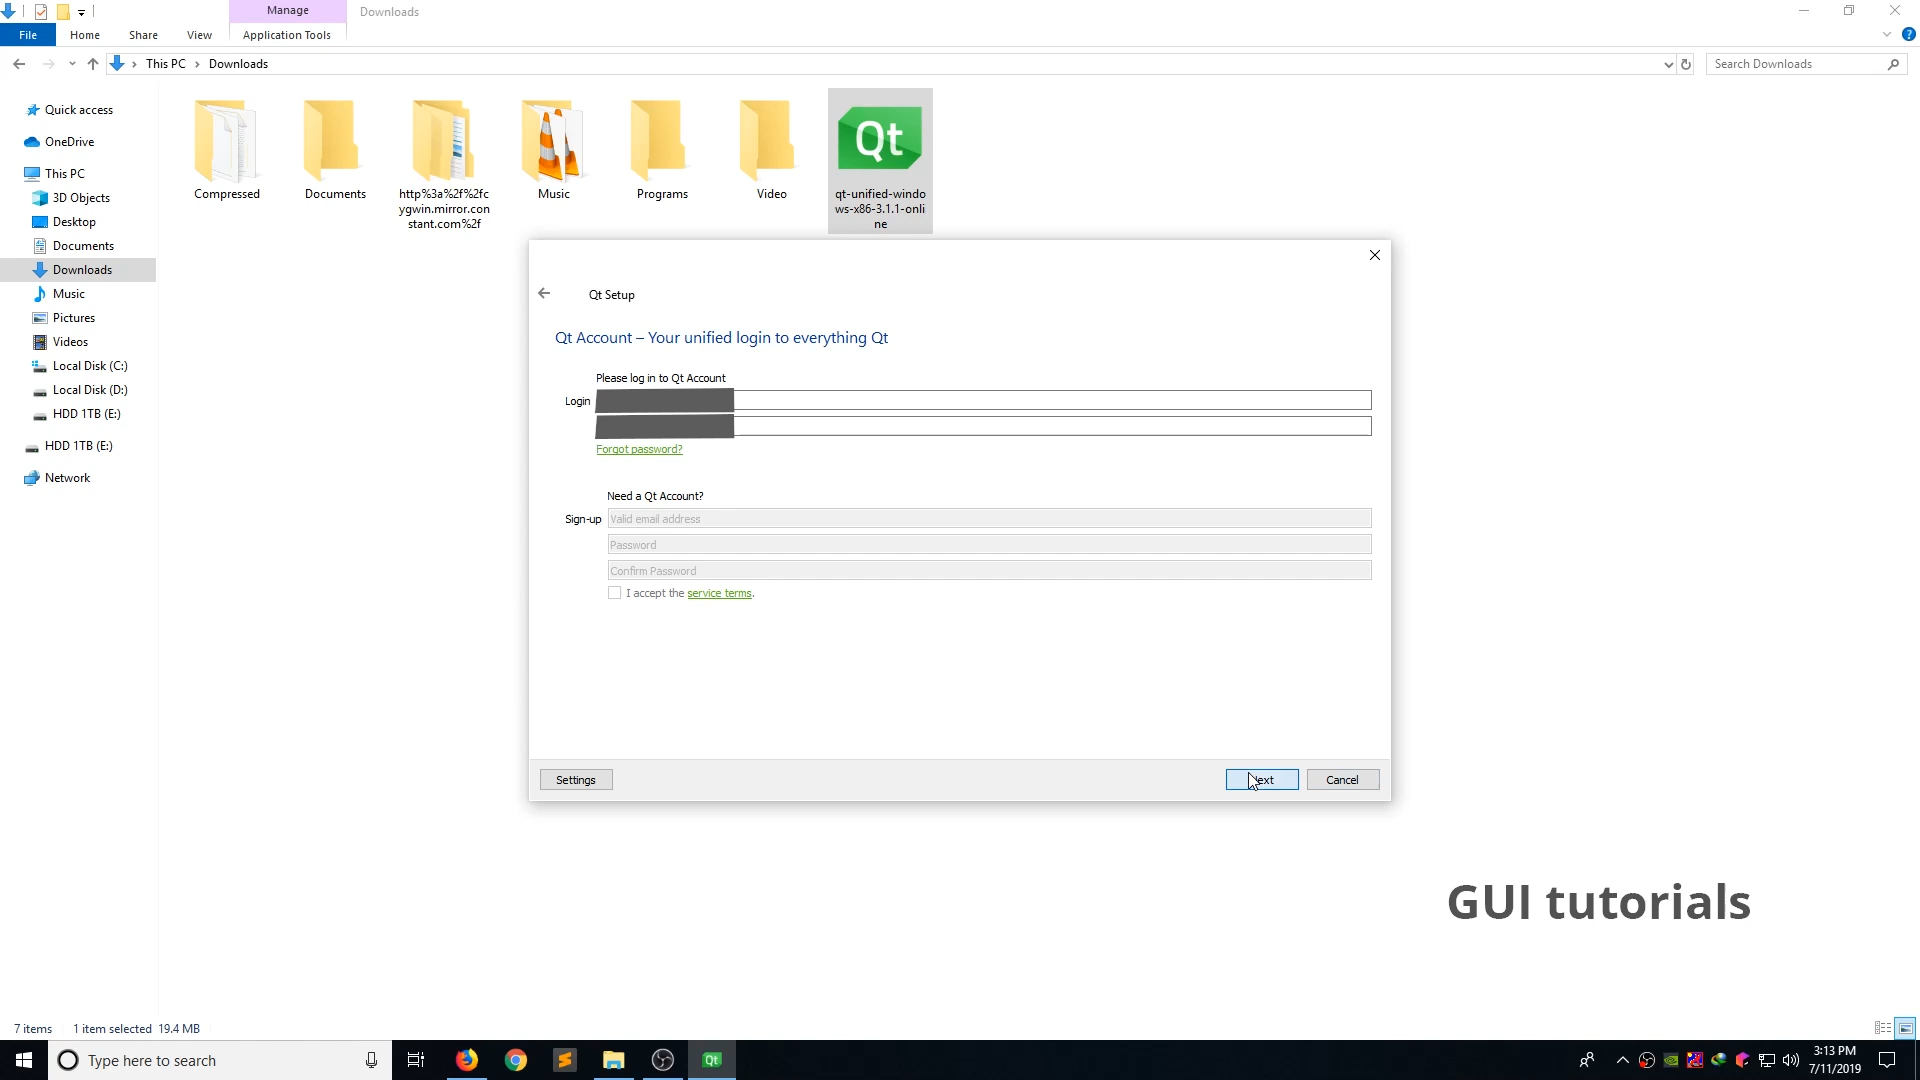 Manage
Downloads
File
Home
Share
View
Application Tools
This PC
Downloads
Search Downloads
Quick access
OneDrive
This PC
3D Objects
Desktop
Documents
Downloads
Music
Pictures
Videos
Local Disk (C:)
Local Disk (D:)
HDD 1TB (E:)
HDD 1TB (E:)
Network
Compressed
Documents
http%3a%2f%2fc
ygwin.mirror.con
stant.com%2f
Music
Programs
Video
Qt
qt-unified-windo
ws-x86-3.1.1-onli
ne
Qt Setup
Qt Account – Your unified login to everything Qt
Please log in to Qt Account
Login
Forgot password?
Need a Qt Account?
Sign-up
Valid email address
Password
Confirm Password
I accept the service terms.
Settings
Cancel
GUI tutorials
7 items
1 item selected 19.4 MB
Type here to search
Qt
3:13 PM
7/11/2019